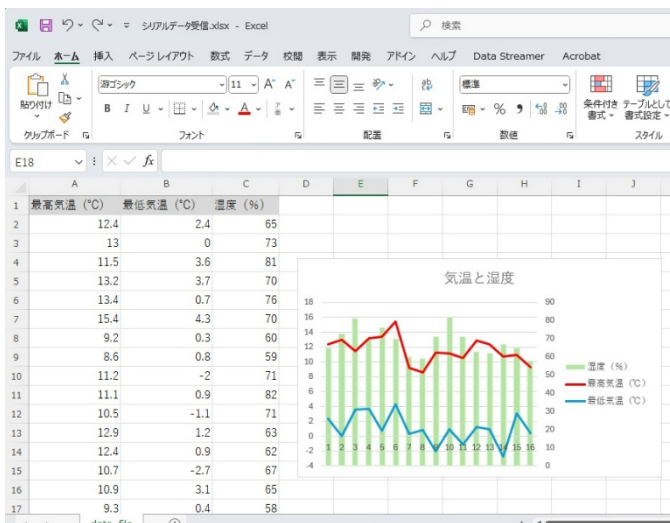 シリアルデータ受信.xlsx - Excel
検索
ファイル ホーム 挿入 ページ レイアウト 数式 データ 校閲 表示 開発 アドイン ヘルプ Data Streamer Acrobat
游ゴシック 11 A A 標準
貼り付け B I U A % 条件付き 書式 テーブルとして 書式設定
クリップボード フォント 配置 数値 スタイル
E18 fx
A B C D E F G H I J
1 最高気温 (℃) 最低気温 (℃) 湿度 (%)
2 12.4 2.4 65
3 13 0 73
4 11.5 3.6 81
5 13.2 3.7 70
6 13.4 0.7 76
7 15.4 4.3 70
8 9.2 0.3 60
9 8.6 0.8 59
10 11.2 -2 71
11 11.1 0.9 82
12 10.5 -1.1 71
13 12.9 1.2 63
14 12.4 0.9 62
15 10.7 -2.7 67
16 10.9 3.1 65
17 9.3 0.4 58
気温と湿度
18 90
16 80
14 70
12 60
10 50
8 40
6 30
4 20
2 10
0 0
-2
-4
1 2 3 4 5 6 7 8 9 10 11 12 13 14 15 16
湿度 (%)
最高気温 (℃)
最低気温 (℃)